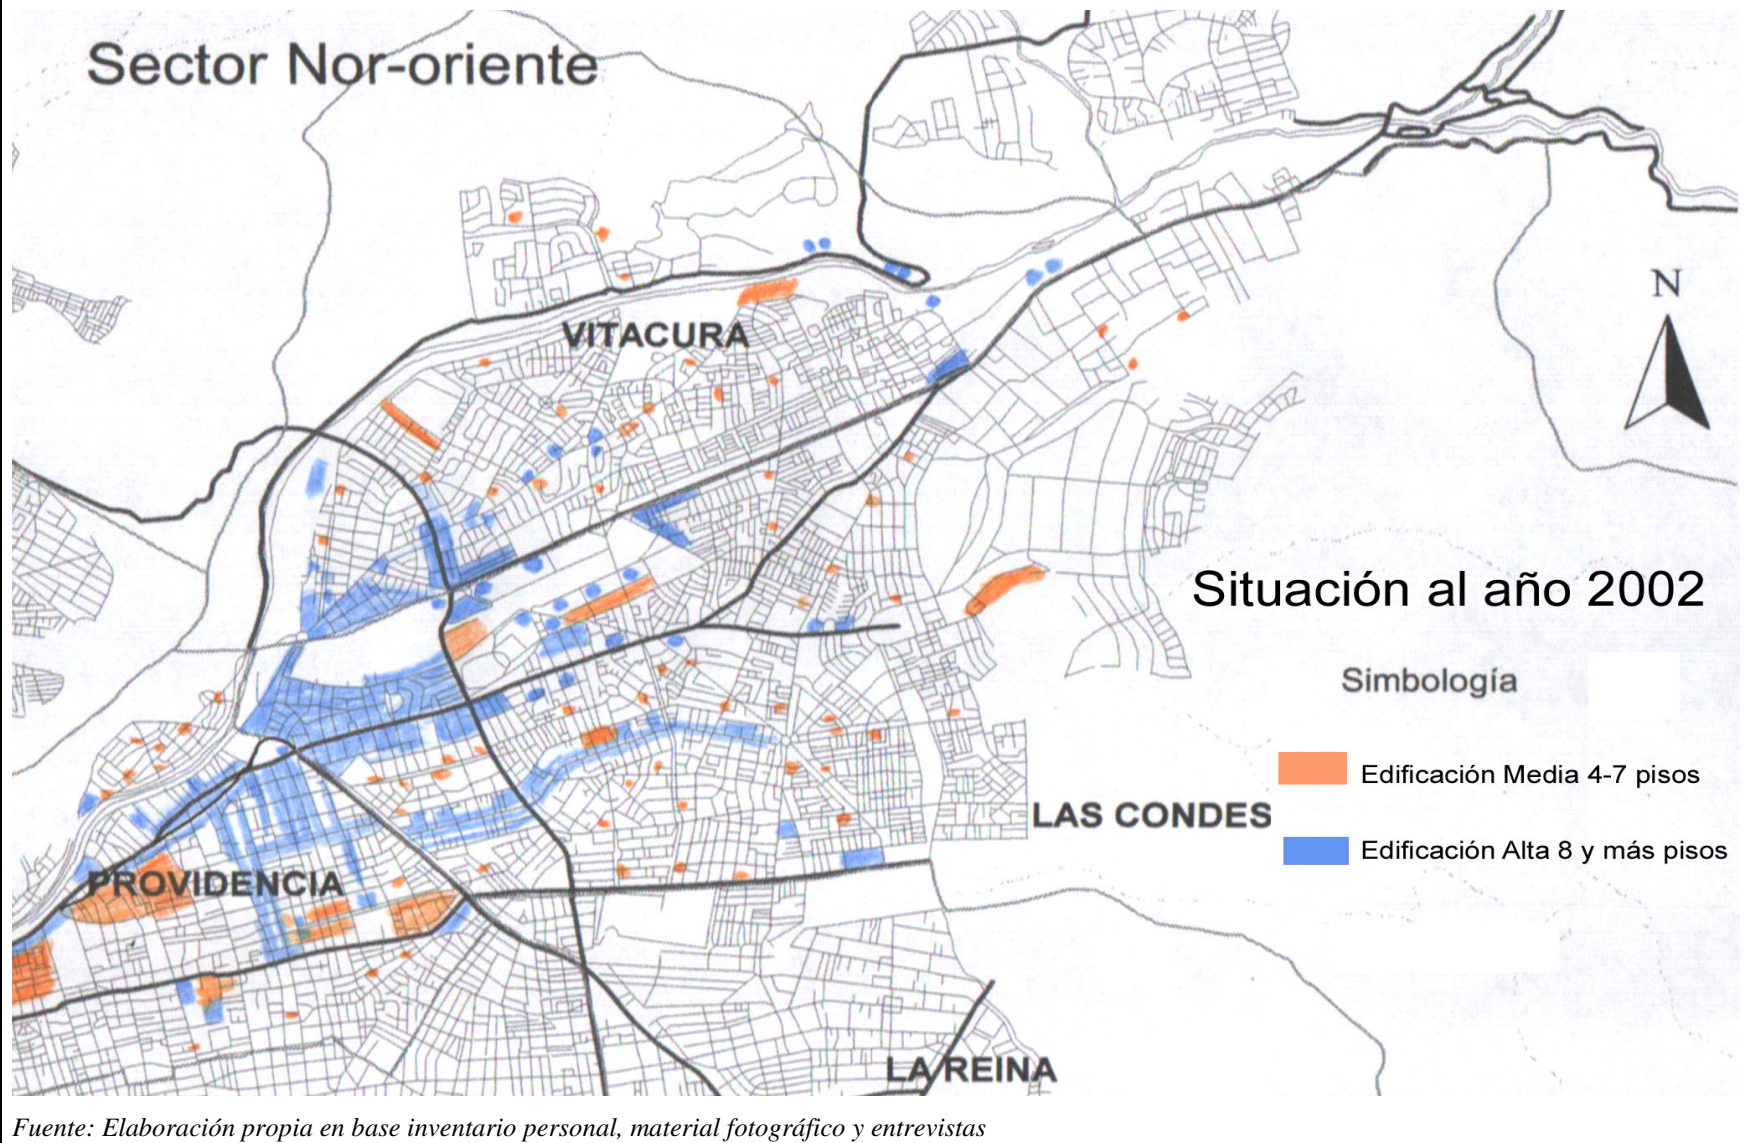 Sector Nor-oriente
N
VITACURA
Situación al año 2002
Simbología
Edificación Media 4-7 pisos
LAS CONDES
Edificación Alta 8 y más pisos
PROVIDENCIA
LA REINA
Fuente: Elaboración propia en base inventario personal, material fotográfico y entrevistas